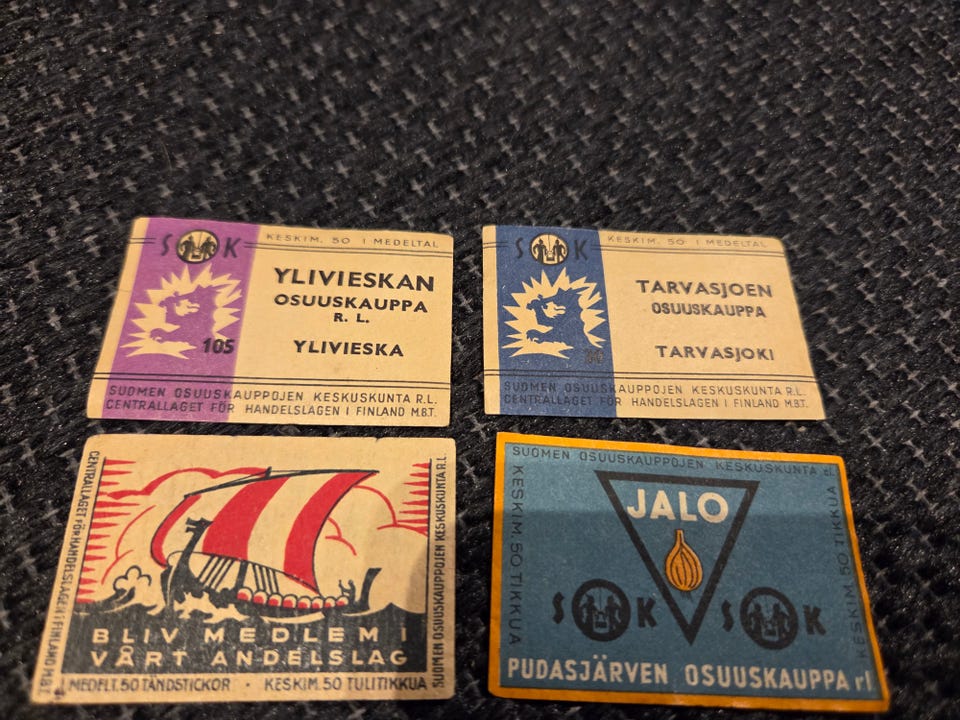 SOK
KESKIM. 50 I MEDELTAL
YLIVIESKAN
OSUUSKAUPPA
R. L.
105
YLIVIESKA
SUOMEN OSUUSKAUPPOJEN KESKUSKUNTA R.L.
CENTRALLAGET FÖR HANDELSLAGEN I FINLAND M.B.T.
SOK
KESKIM. 50 I MEDELTAL
TARVASJOEN
OSUUSKAUPPA
TARVASJOKI
SUOMEN OSUUSKAUPPOJEN KESKUSKUNTA R.L.
CENTRALLAGET FÖR HANDELSLAGEN I FINLAND M.B.T.
CENTRALLAGET FÖR HANDELSLAGEN I FINLAND M.B.T.
BLIV MEDLEM I
VÅRT ANDELSLAG
I MEDELT. 50 TÄNDSTICKOR · KESKIM. 50 TULITIKKUA
SUOMEN OSUUSKAUPPOJEN KESKUSKUNTA R.L.
SUOMEN OSUUSKAUPPOJEN KESKUSKUNTA rl.
KESKIM. 50 TIKKUA
JALO
SOK SOK
KESKIM. 50 TIKKUA
PUDASJÄRVEN OSUUSKAUPPA rl